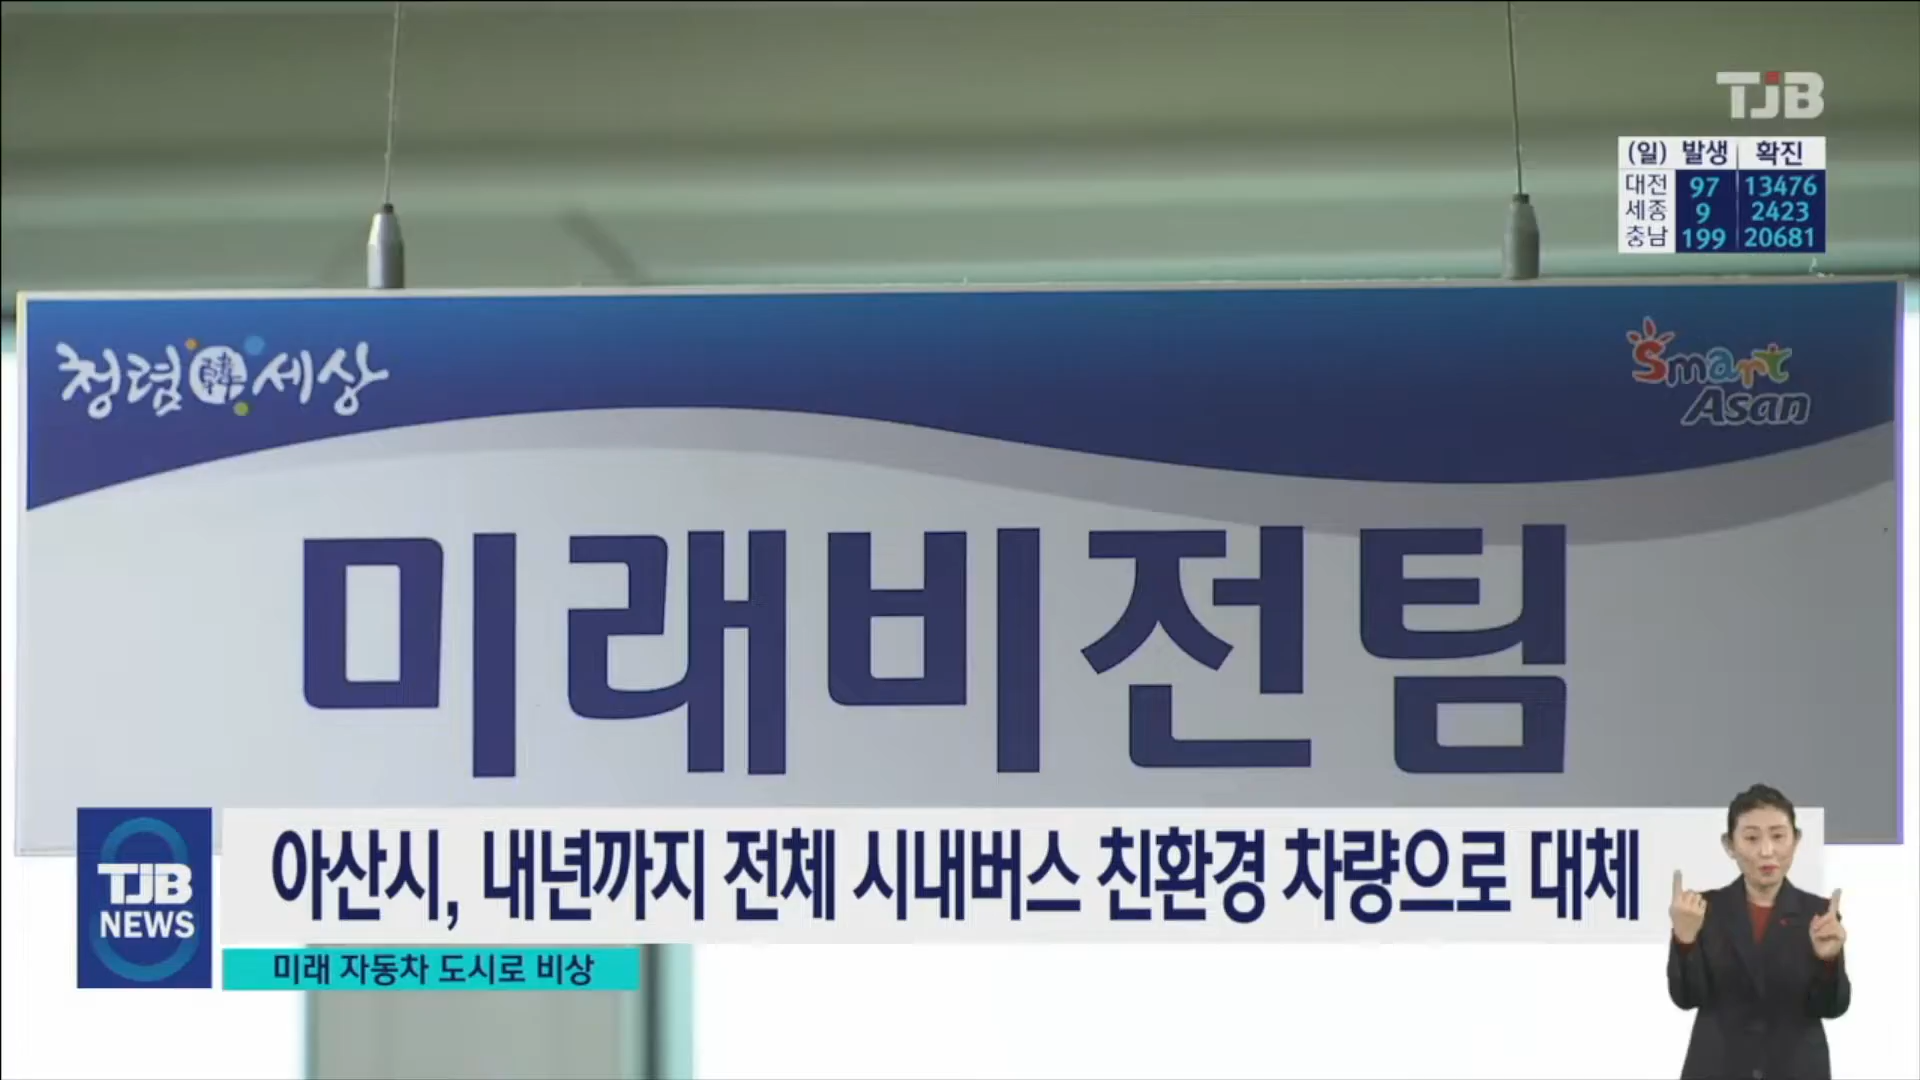 TJB
(일) 발생 확진
대전 97 13476
세종 9 2423
충남 199 20681
청렴 세상
Smart
Asan
미래비전팀
TJB
NEWS
아산시, 내년까지 전체 시내버스 친환경 차량으로 대체
미래 자동차 도시로 비상